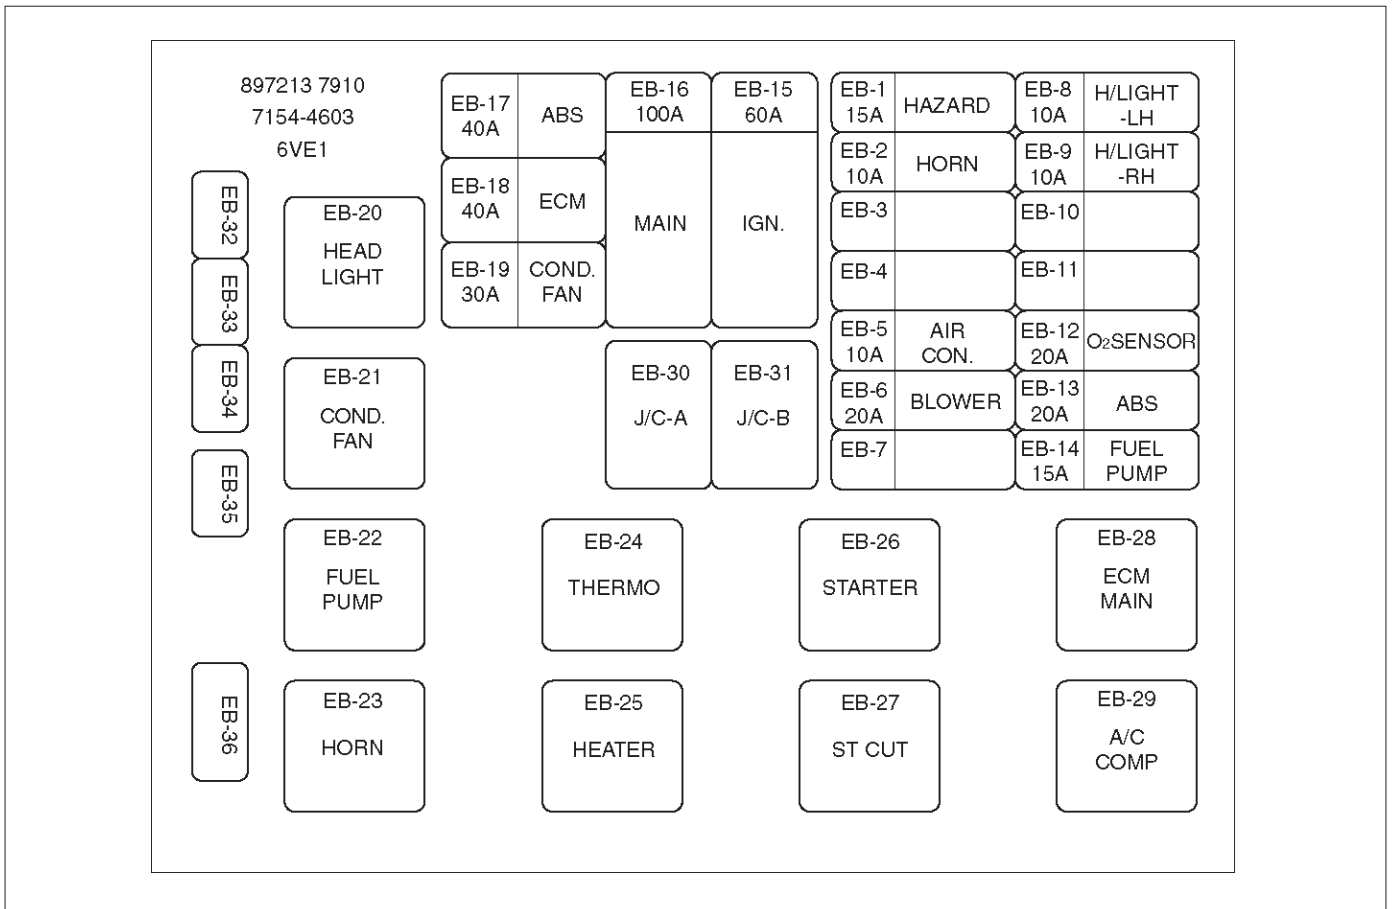 897213 7910
7154-4603
6VE1
EB-17
40A
ABS
EB-18
40A
ECM
EB-19
30A
COND.
FAN
EB-16
100A
MAIN
EB-15
60A
IGN.
EB-1
15A
HAZARD
EB-8
10A
H/LIGHT
-LH
EB-2
10A
HORN
EB-9
10A
H/LIGHT
-RH
EB-3
EB-10
EB-4
EB-11
EB-5
10A
AIR
CON.
EB-12
20A
O2SENSOR
EB-6
20A
BLOWER
EB-13
20A
ABS
EB-7
EB-14
15A
FUEL
PUMP
EB-32
EB-33
EB-34
EB-35
EB-36
EB-20
HEAD
LIGHT
EB-21
COND.
FAN
EB-30
J/C-A
EB-31
J/C-B
EB-22
FUEL
PUMP
EB-24
THERMO
EB-26
STARTER
EB-28
ECM
MAIN
EB-23
HORN
EB-25
HEATER
EB-27
ST CUT
EB-29
A/C
COMP